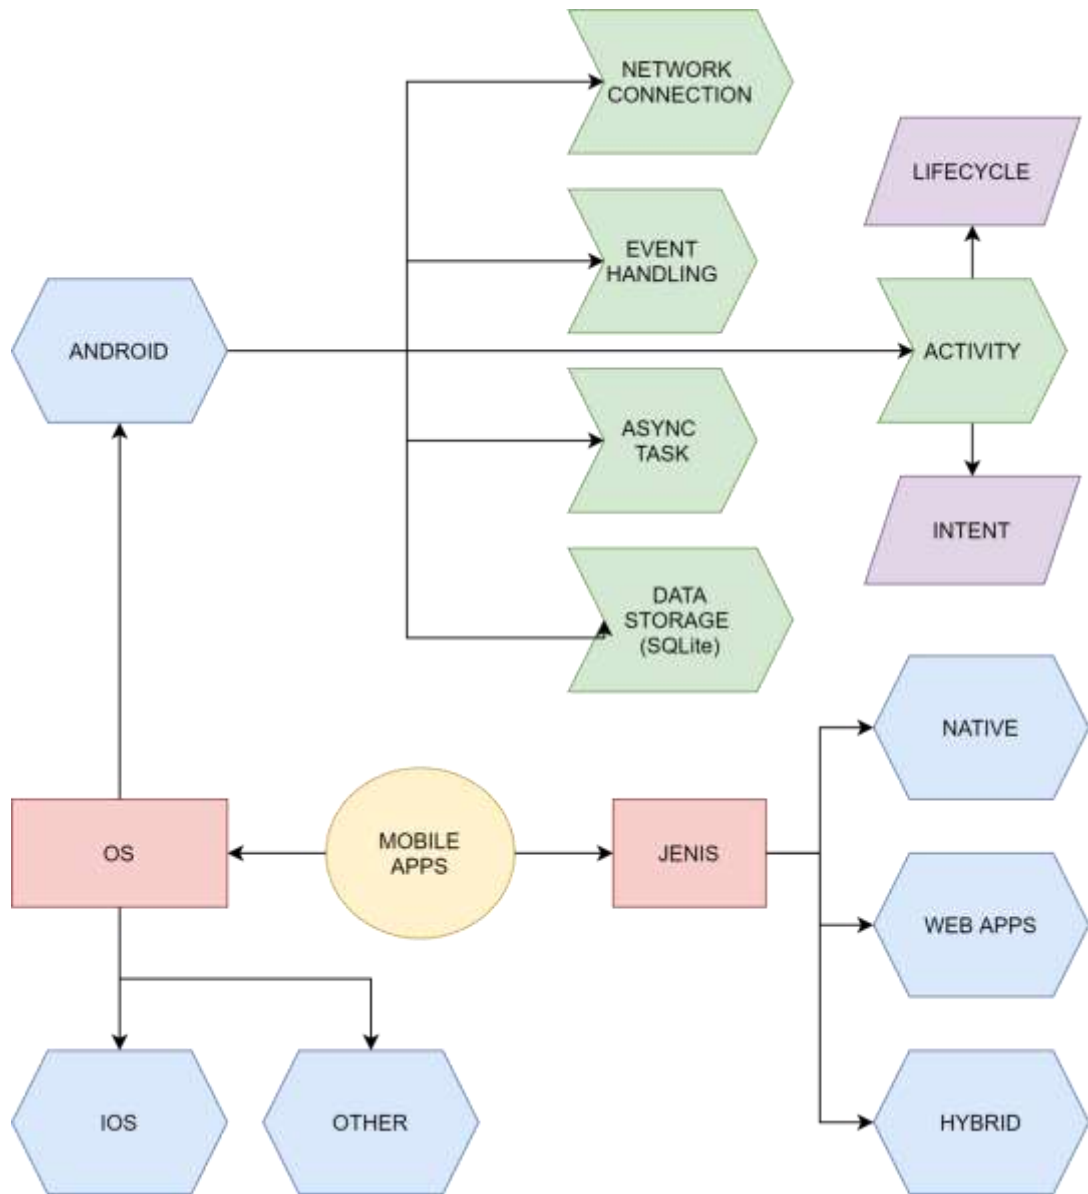 NETWORK
CONNECTION
LIFECYCLE
EVENT
HANDLING
ANDROID
ACTIVITY
ASYNC
TASK
INTENT
DATA
STORAGE
(SQLite)
NATIVE
OS
MOBILE
APPS
JENIS
WEB APPS
IOS
OTHER
HYBRID